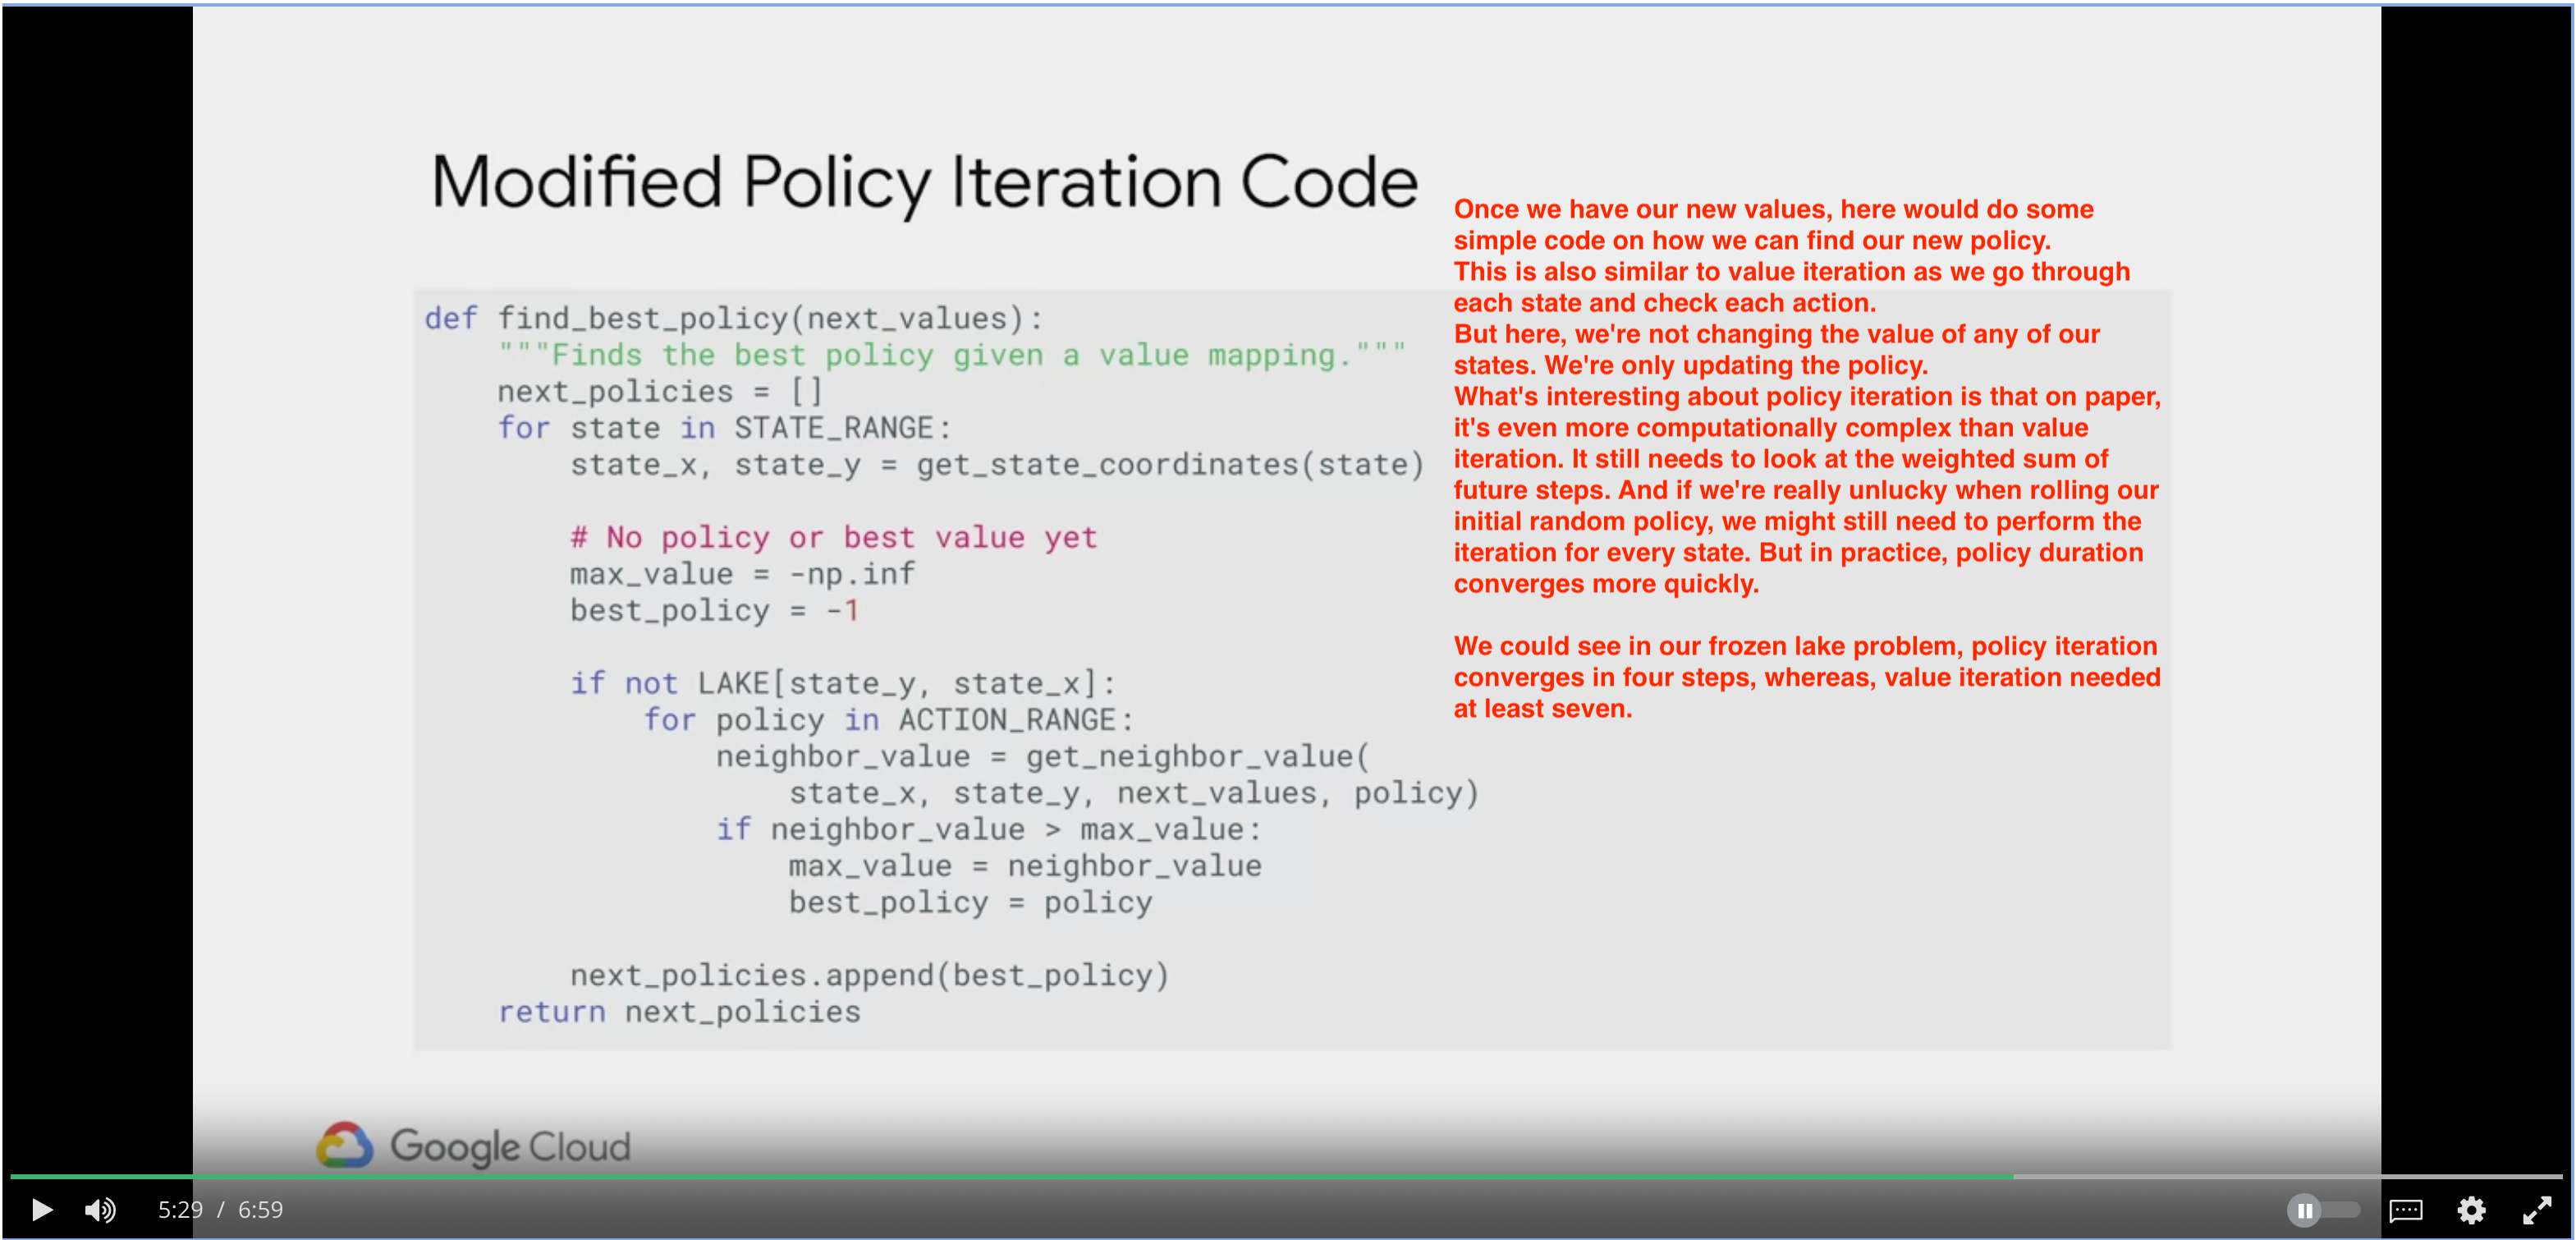 Modified Policy Iteration Code
def find_best_policy(next_values):
"""Finds the best policy given a value mapping."""
next_policies = []
for state in STATE_RANGE:
state_x, state_y = get_state_coordinates(state)
# No policy or best value yet
max_value = -np.inf
best_policy = -1
if not LAKE[state_y, state_x]:
for policy in ACTION_RANGE:
neighbor_value = get_neighbor_value(
state_x, state_y, next_values, policy)
if neighbor_value > max_value:
max_value = neighbor_value
best_policy = policy
next_policies.append(best_policy)
return next_policies
Once we have our new values, here would do some
simple code on how we can find our new policy.
This is also similar to value iteration as we go through
each state and check each action.
But here, we're not changing the value of any of our
states. We're only updating the policy.
What's interesting about policy iteration is that on paper,
it's even more computationally complex than value
iteration. It still needs to look at the weighted sum of
future steps. And if we're really unlucky when rolling our
initial random policy, we might still need to perform the
iteration for every state. But in practice, policy duration
converges more quickly.
We could see in our frozen lake problem, policy iteration
converges in four steps, whereas, value iteration needed
at least seven.
Google Cloud
5:29 / 6:59